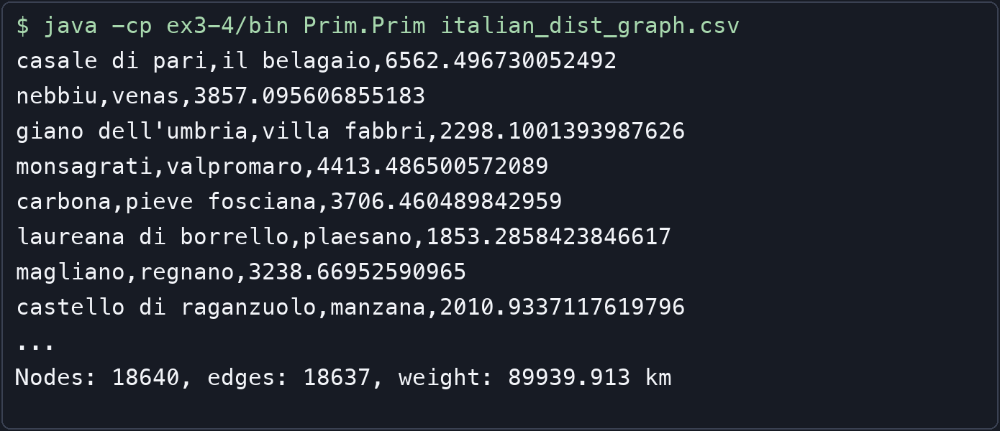 $ java -cp ex3-4/bin Prim.Prim italian_dist_graph.csv
casale di pari,il belagaio,6562.496730052492
nebbiu,venas,3857.095606855183
giano dell'umbria,villa fabbri,2298.1001393987626
monsagrati,valpromaro,4413.486500572089
carbona,pieve fosciana,3706.460489842959
laureana di borrello,plaesano,1853.2858423846617
magliano,regnano,3238.66952590965
castello di raganzuolo,manzana,2010.9337117619796
...
Nodes: 18640, edges: 18637, weight: 89939.913 km